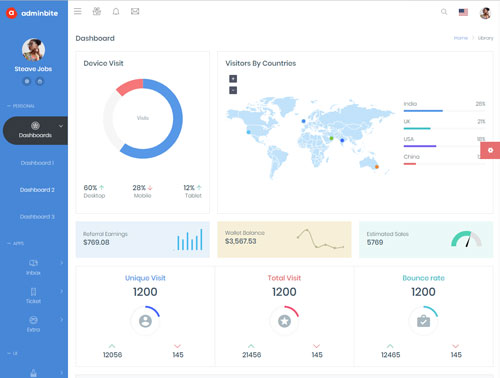 a adminbite
Steave Jobs
PERSONAL
Dashboards
Dashboard 1
Dashboard 2
Dashboard 3
APPS
Inbox
Ticket
Extra
UI
Dashboard
Home / Library
Device Visit
Visits
60% 28% 12%
Desktop Mobile Tablet
Visitors By Countries
+
-
India 28%
UK 21%
USA
China
Referral Earnings
$769.08
Wallet Balance
$3,567.53
Estimated Sales
5769
Unique Visit
1200
12056 145
Total Visit
1200
21456 145
Bounce rate
1200
12465 145